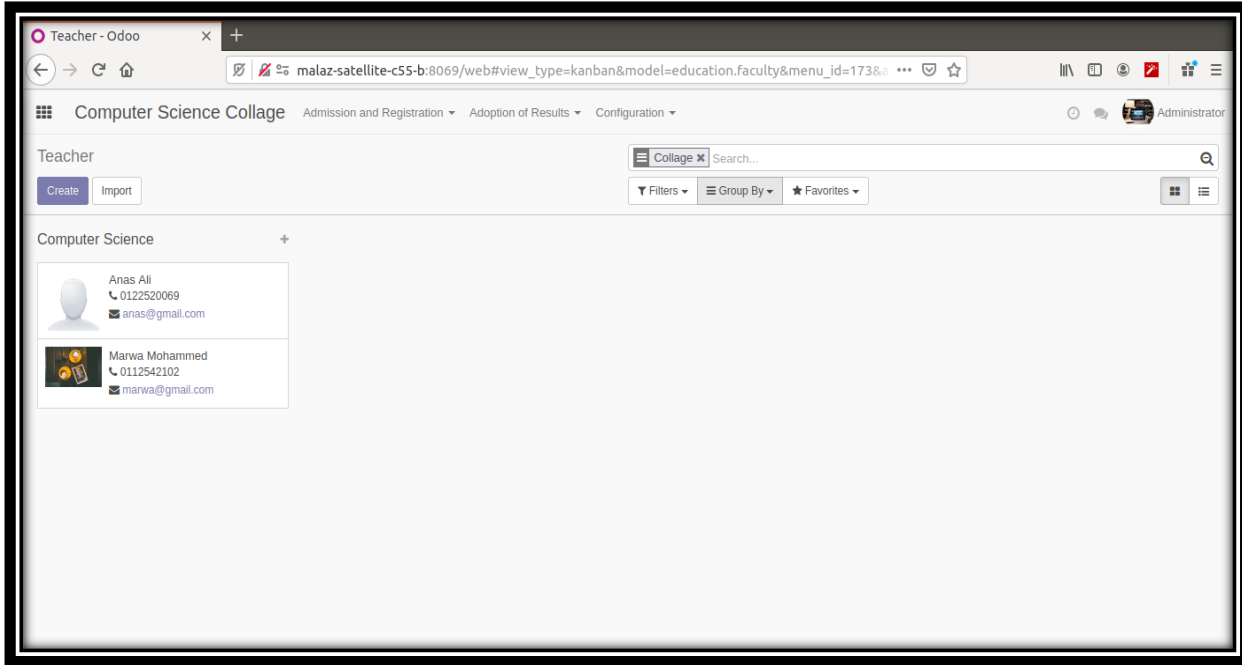 Teacher - Odoo
malaz-satellite-c55-b:8069/web#view_type=kanban&model=education.faculty&menu_id=173&
Computer Science Collage Admission and Registration Adoption of Results Configuration Administrator
Teacher
Collage Search...
Create Import Filters Group By Favorites
Computer Science
Anas Ali
0122520069
anas@gmail.com
Marwa Mohammed
0112542102
marwa@gmail.com